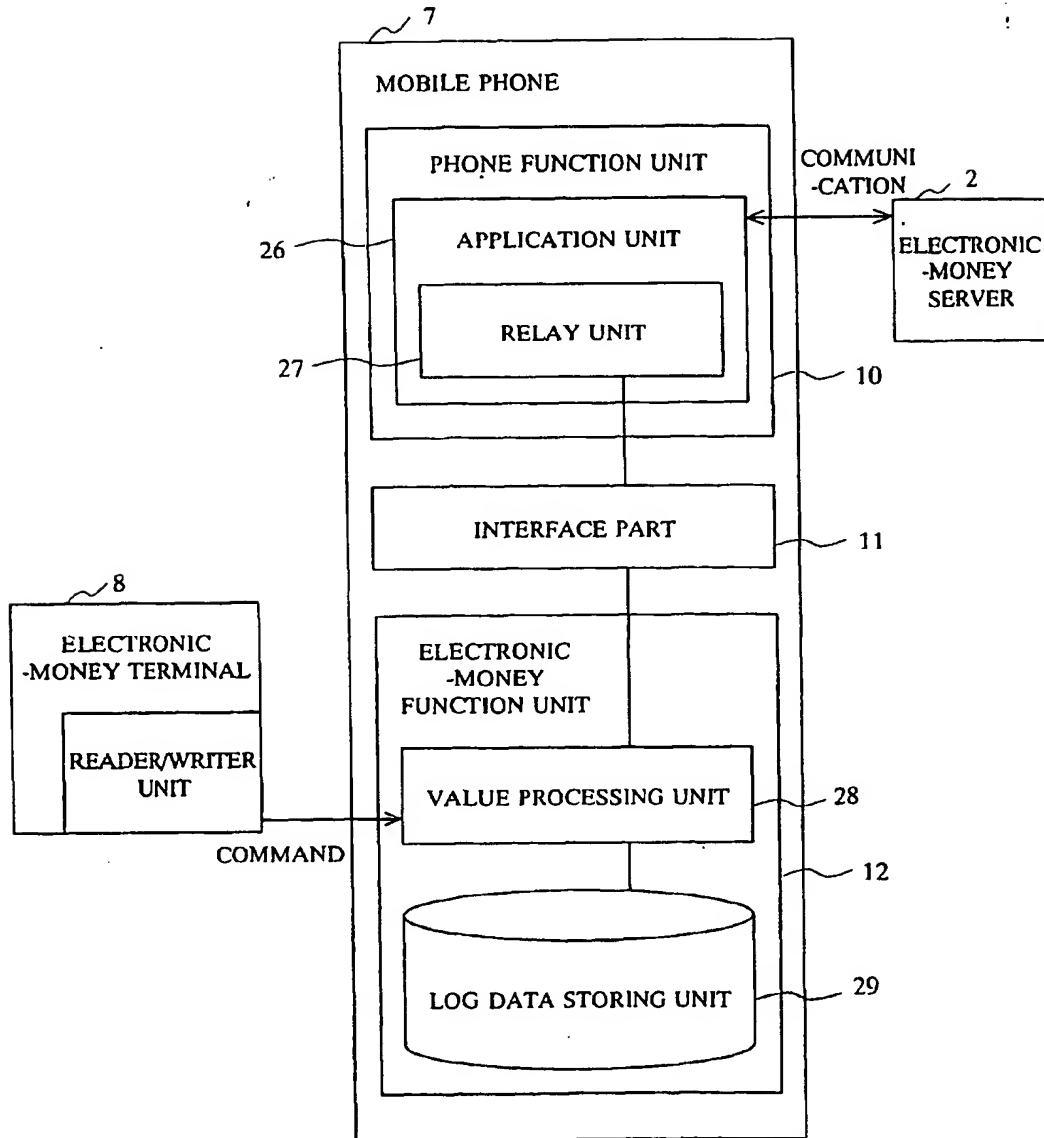 7
MOBILE PHONE
PHONE FUNCTION UNIT
COMMUNI
-CATION
2
26
APPLICATION UNIT
ELECTRONIC
-MONEY
SERVER
RELAY UNIT
27
10
INTERFACE PART
11
8
ELECTRONIC
-MONEY TERMINAL
ELECTRONIC
-MONEY
FUNCTION UNIT
READER/WRITER
UNIT
VALUE PROCESSING UNIT
28
COMMAND
12
LOG DATA STORING UNIT
29